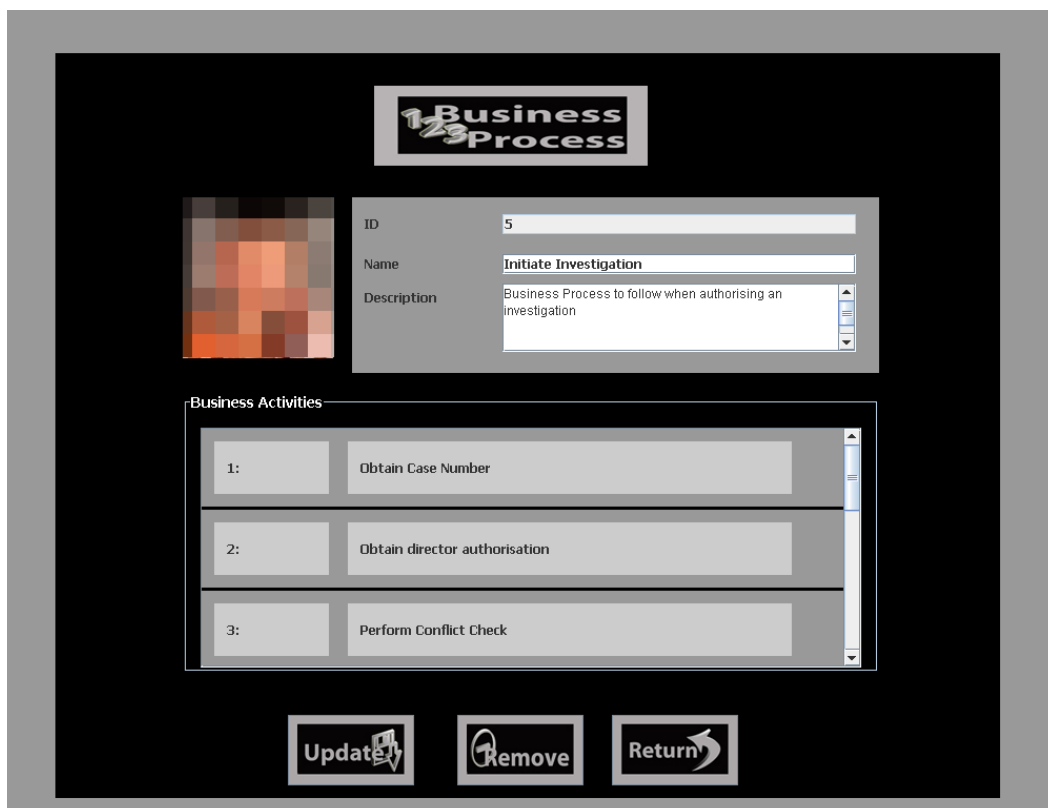 123 Business
Process
ID
5
Name
Initiate Investigation
Description
Business Process to follow when authorising an
investigation
Business Activities
1:
Obtain Case Number
2:
Obtain director authorisation
3:
Perform Conflict Check
Update
Remove
Return